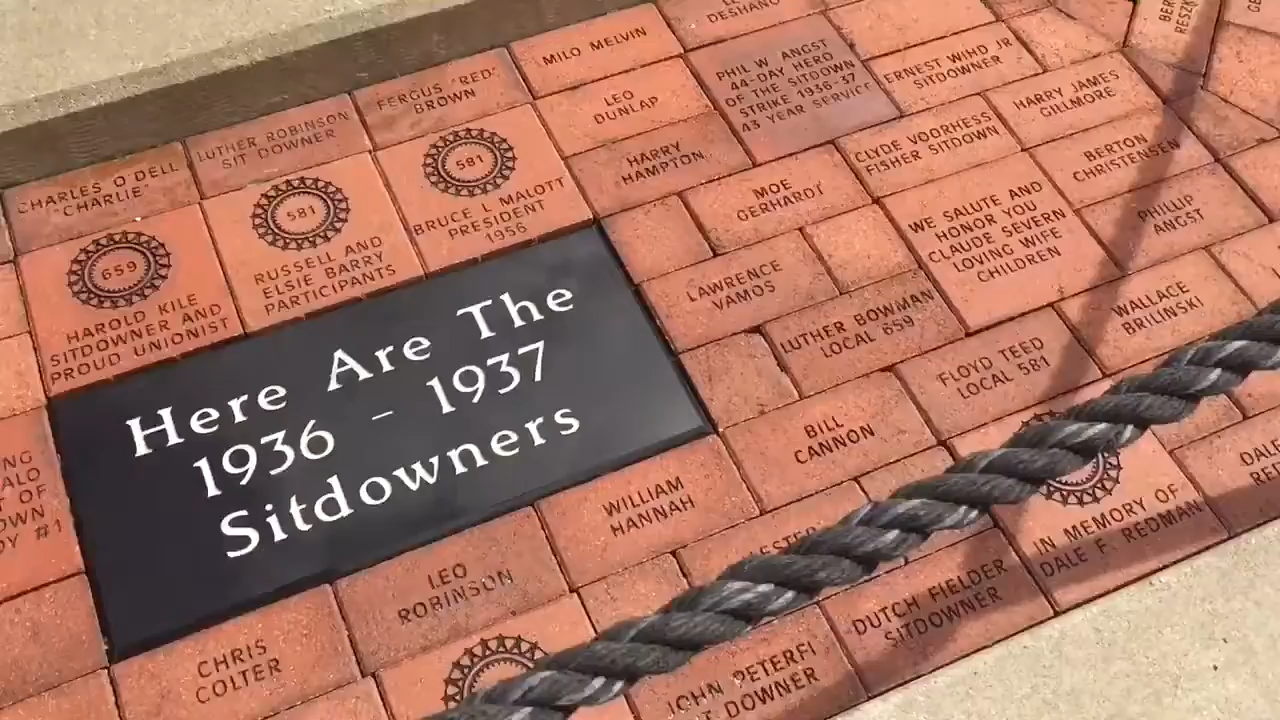 DESHANO
MILO MELVIN
FERGUS "RED"
BROWN
LEO
DUNLAP
PHIL W ANGST
44-DAY HERO
OF THE SITDOWN
STRIKE 1936-37
43 YEAR SERVICE
ERNEST WIHD JR
SITDOWNER
HARRY JAMES
GILLMORE
LUTHER ROBINSON
SIT DOWNER
CHARLES O'DELL
"CHARLIE"
659
HAROLD KILE
SITDOWNER AND
PROUD UNIONIST
581
RUSSELL AND
ELSIE BARRY
PARTICIPANTS
581
BRUCE L MALOTT
PRESIDENT
1956
HARRY
HAMPTON
MOE
GERHARDT
CLYDE VOORHESS
FISHER SITDOWN
BERTON
CHRISTENSEN
WE SALUTE AND
HONOR YOU
CLAUDE SEVERN
LOVING WIFE
CHILDREN
PHILLIP
ANGST
LAWRENCE
VAMOS
LUTHER BOWMAN
LOCAL 659
WALLACE
BRILINSKI
FLOYD TEED
LOCAL 581
Here Are The
1936 - 1937
Sitdowners
BILL
CANNON
WILLIAM
HANNAH
OF
#1
LEO
ROBINSON
CHRIS
COLTER
IN MEMORY OF
DALE F. REDMAN
DALE
DUTCH FIELDER
SITDOWNER
JOHN PETERFI
DOWNER